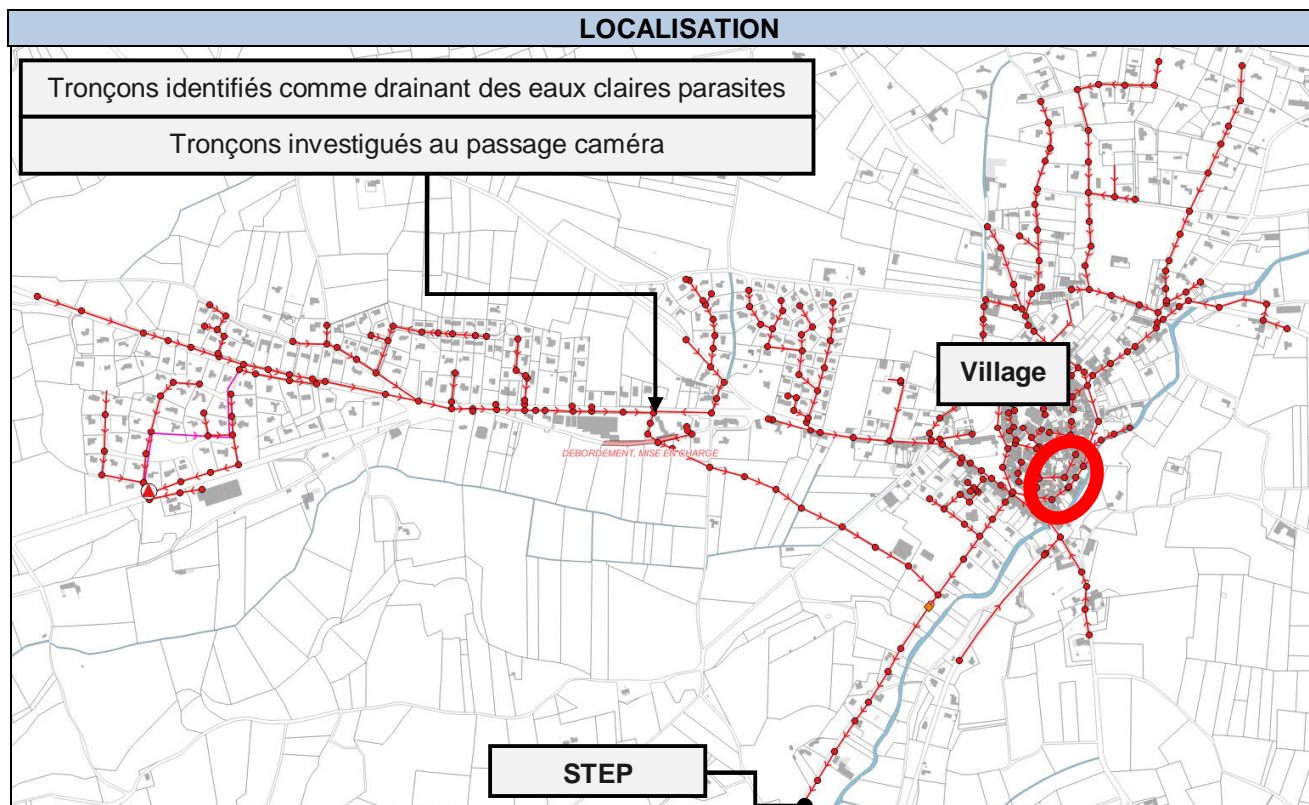 LOCALISATION
Tronçons identifiés comme drainant des eaux claires parasites
Tronçons investigués au passage caméra
Village
DEBORDEMENT, MISE EN CHARGE
STEP